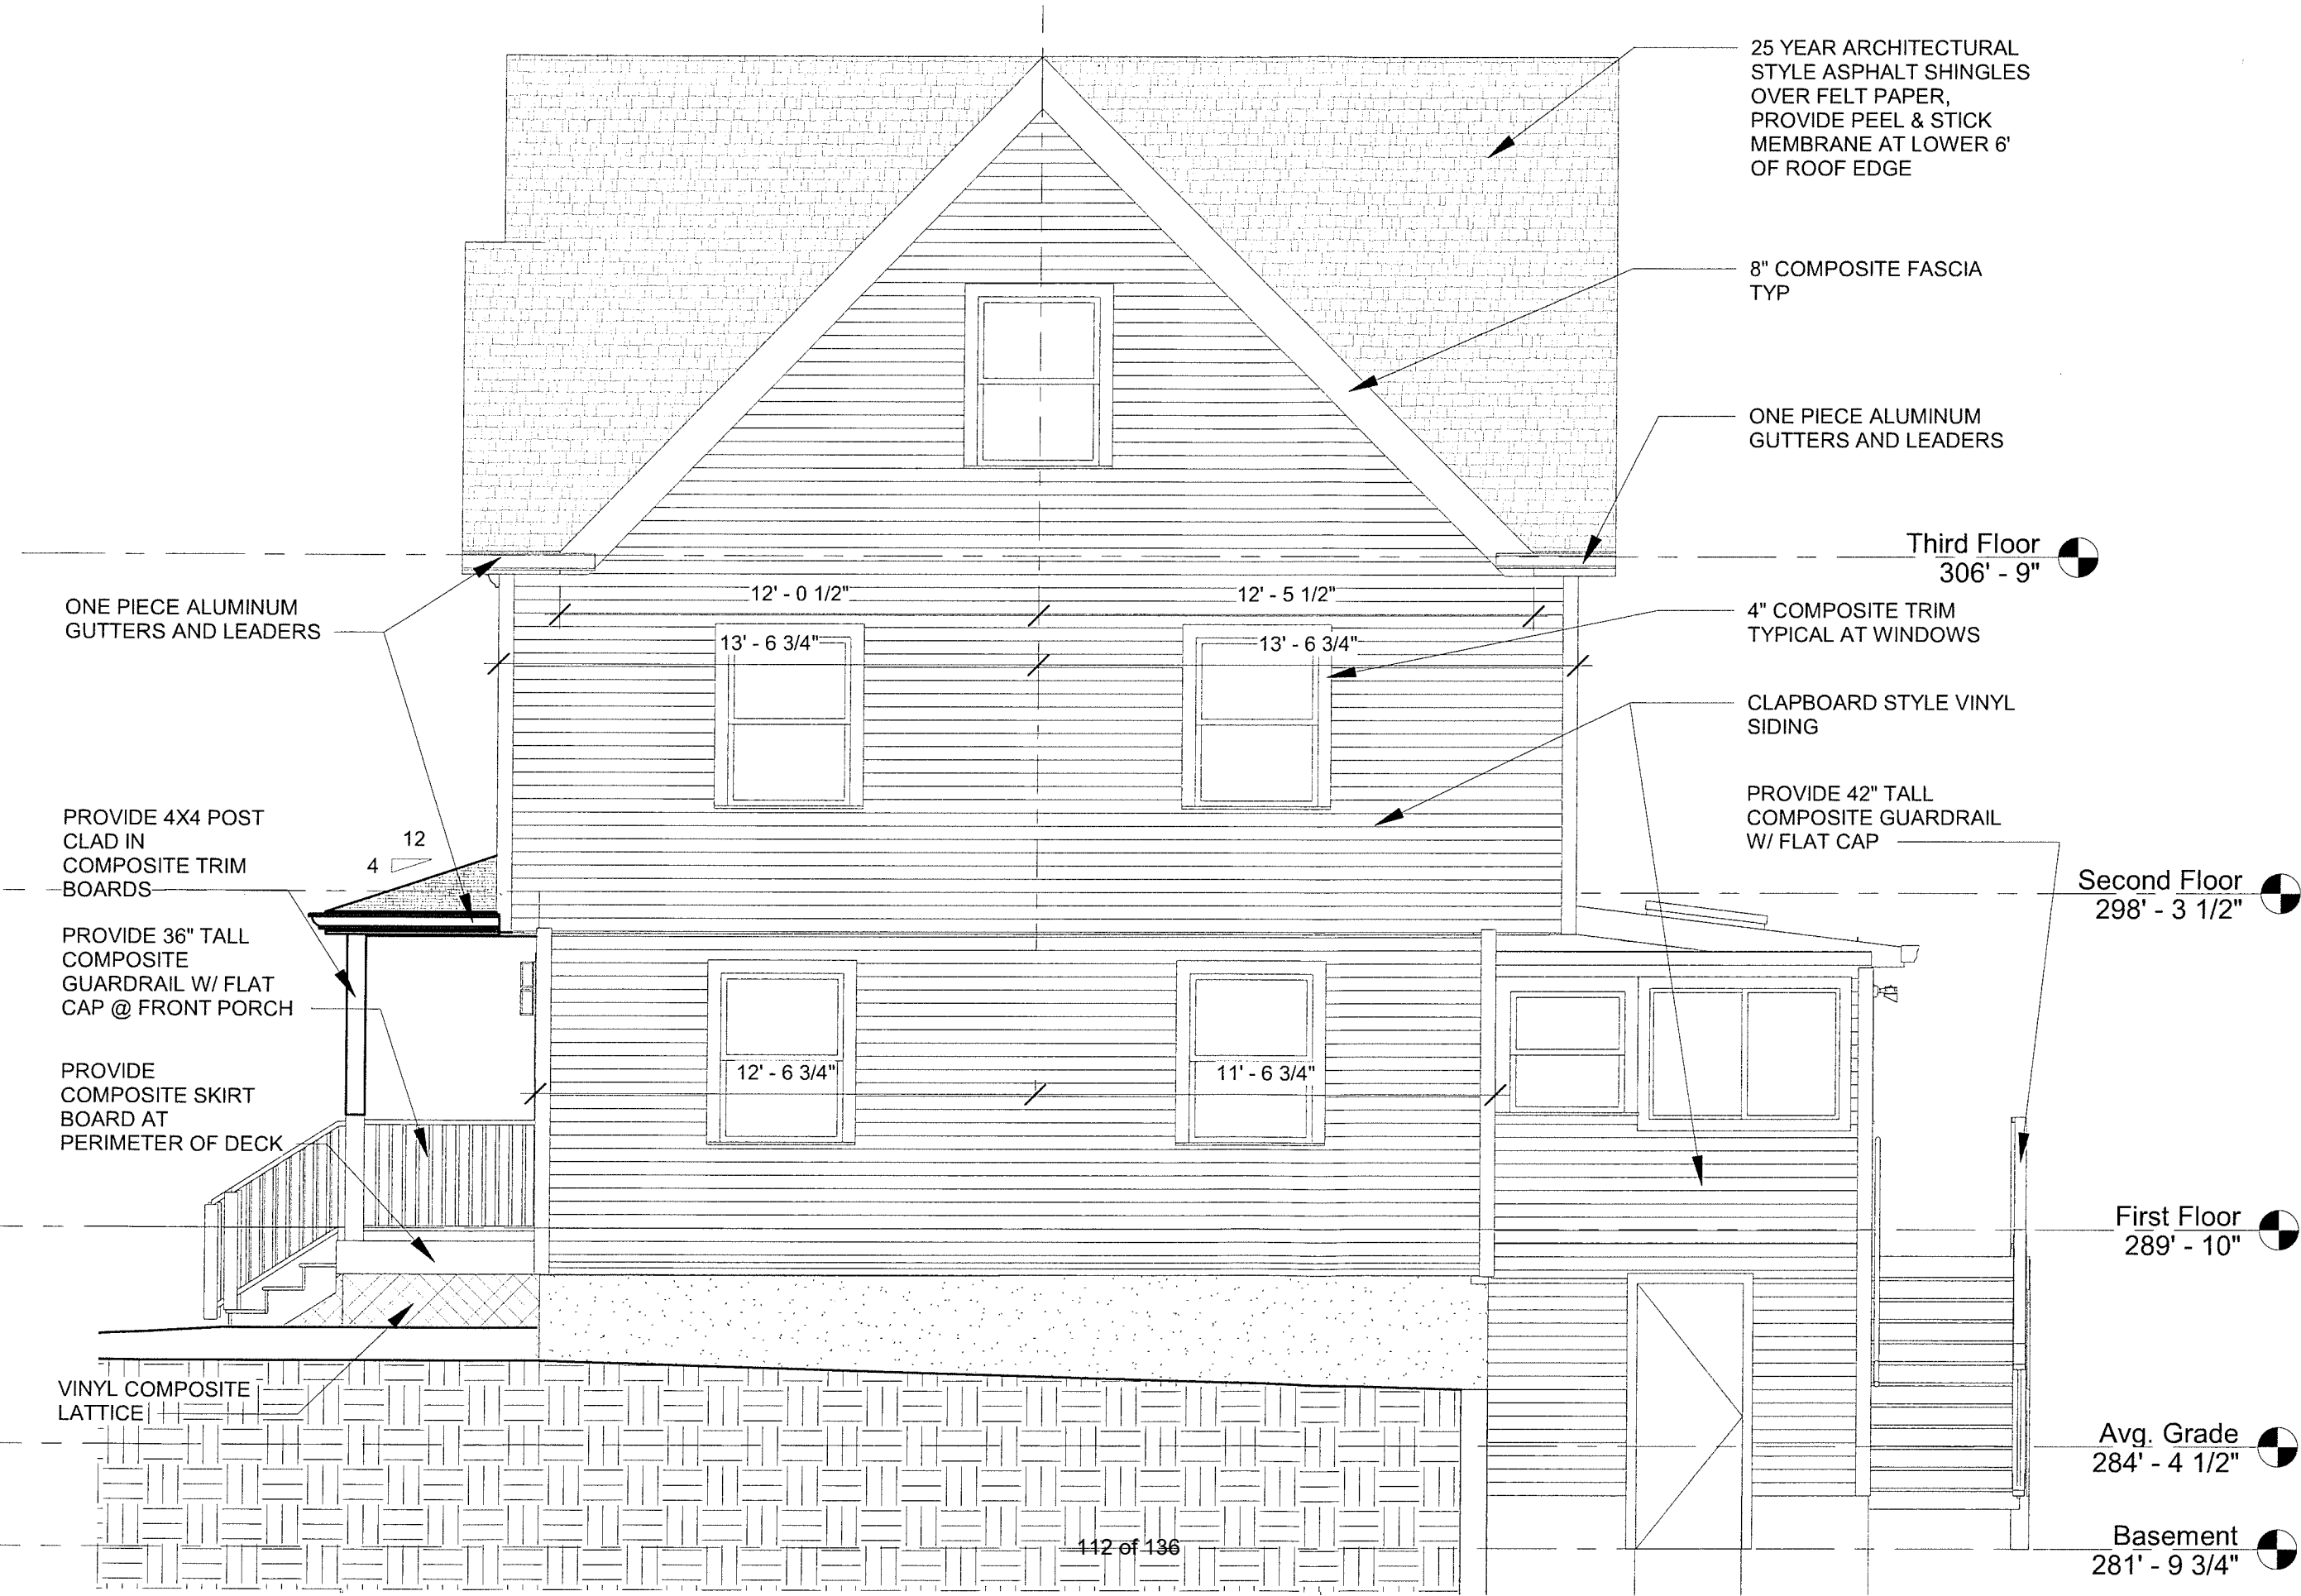 25 YEAR ARCHITECTURAL
STYLE ASPHALT SHINGLES
OVER FELT PAPER,
PROVIDE PEEL & STICK
MEMBRANE AT LOWER 6'
OF ROOF EDGE
8" COMPOSITE FASCIA
TYP
ONE PIECE ALUMINUM
GUTTERS AND LEADERS
Third Floor
306' - 9"
12' - 0 1/2"
12' - 5 1/2"
ONE PIECE ALUMINUM
GUTTERS AND LEADERS
4" COMPOSITE TRIM
TYPICAL AT WINDOWS
13' - 6 3/4"
13' - 6 3/4"
CLAPBOARD STYLE VINYL
SIDING
PROVIDE 42" TALL
COMPOSITE GUARDRAIL
W/ FLAT CAP
PROVIDE 4X4 POST
CLAD IN
COMPOSITE TRIM
BOARDS
12
4
Second Floor
298' - 3 1/2"
PROVIDE 36" TALL
COMPOSITE
GUARDRAIL W/ FLAT
CAP @ FRONT PORCH
12' - 6 3/4"
11' - 6 3/4"
PROVIDE
COMPOSITE SKIRT
BOARD AT
PERIMETER OF DECK
First Floor
289' - 10"
VINYL COMPOSITE
LATTICE
Avg. Grade
284' - 4 1/2"
Basement
281' - 9 3/4"
112 of 136